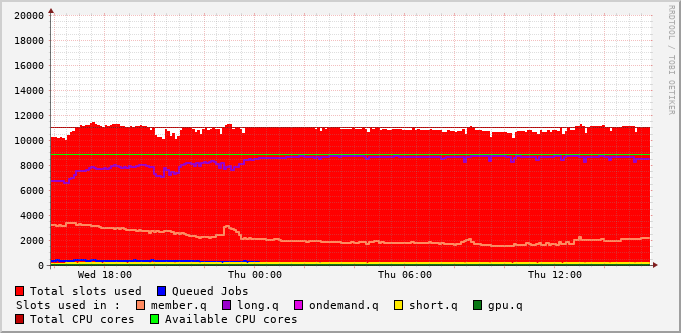 20000
18000
16000
14000
12000
10000
8000
6000
4000
2000
0
Wed 18:00 Thu 00:00 Thu 06:00 Thu 12:00
Total slots used Queued Jobs
Slots used in : member.q long.q ondemand.q short.q gpu.q
Total CPU cores Available CPU cores
RRDTOOL / TOBI OETIKER